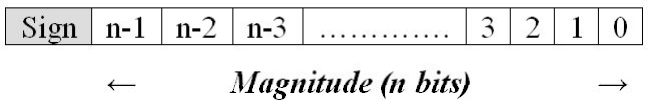 Sign n-1 n-2 n-3 ............. 3 2 1 0
← Magnitude (n bits) →